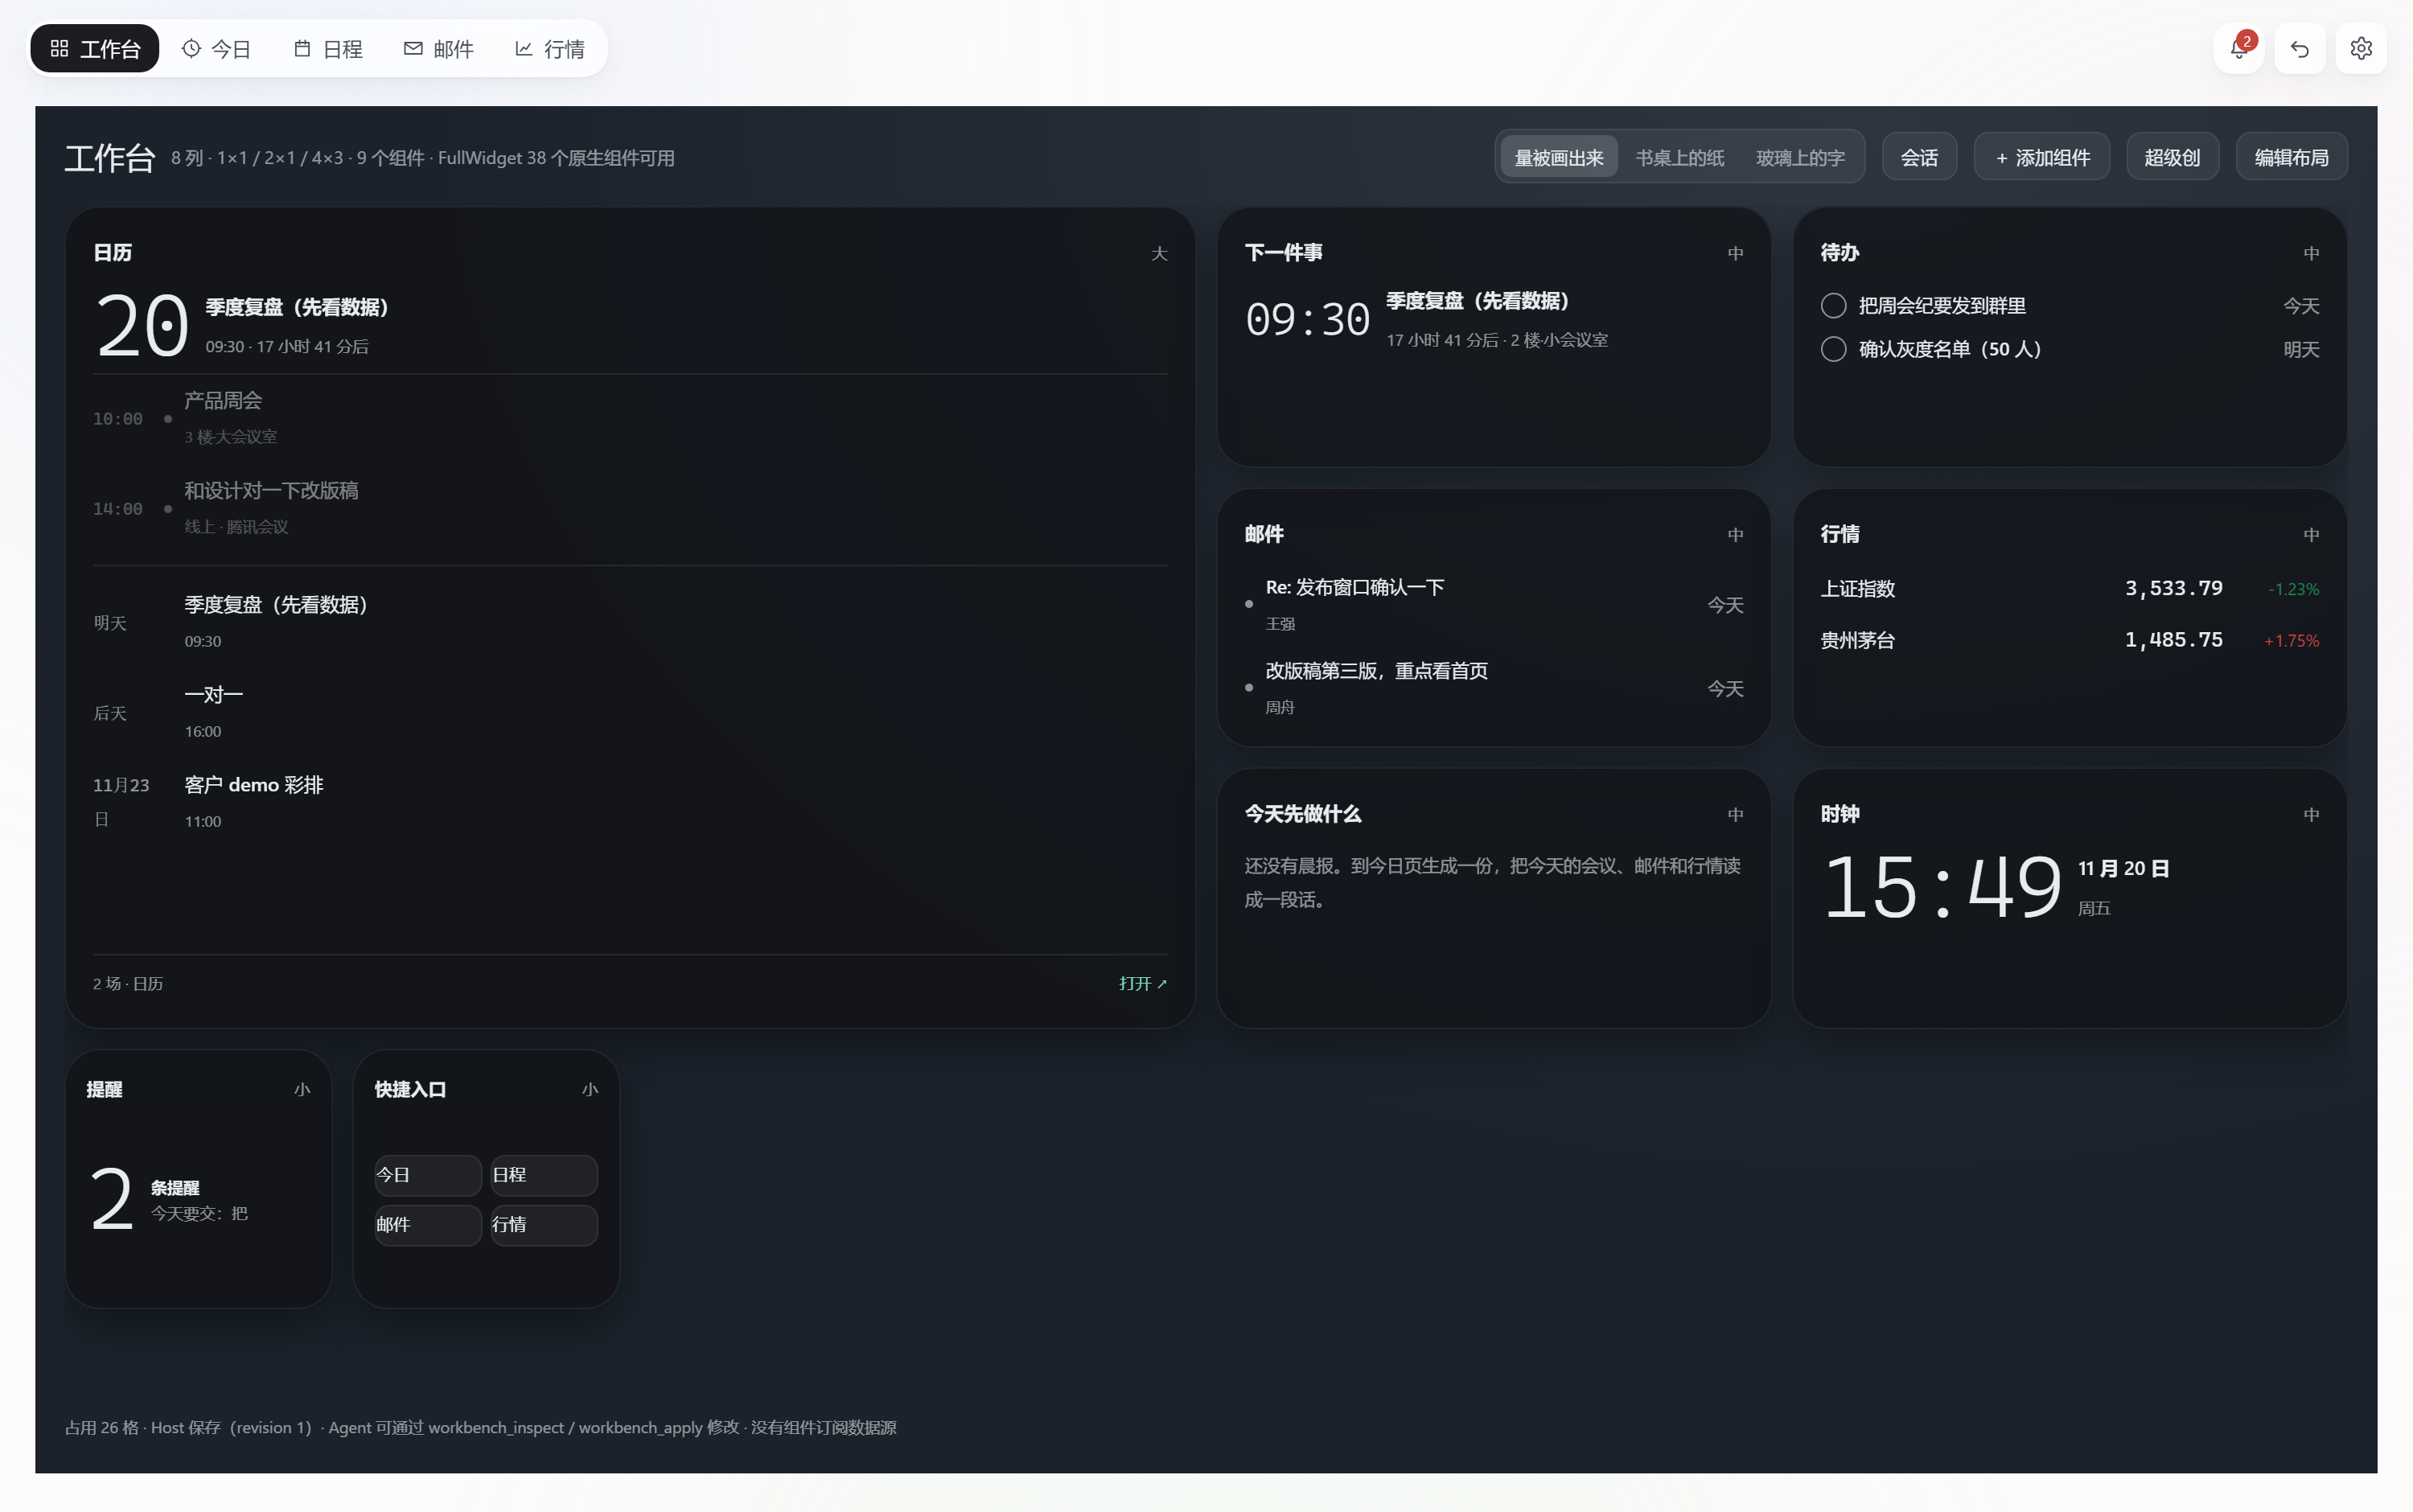 工作台
今日
日程
邮件
行情
2
工作台
8 列 · 1×1 / 2×1 / 4×3 · 9 个组件 · FullWidget 38 个原生组件可用
量被画出来
书桌上的纸
玻璃上的字
会话
+ 添加组件
超级创
编辑布局
日历
大
20
季度复盘（先看数据）
09:30 · 17 小时 41 分后
10:00
产品周会
3 楼·大会议室
14:00
和设计对一下改版稿
线上 · 腾讯会议
明天
季度复盘（先看数据）
09:30
后天
一对一
16:00
11月23
日
客户 demo 彩排
11:00
2 场 · 日历
打开 ↗
下一件事
中
09:30
季度复盘（先看数据）
17 小时 41 分后 · 2 楼·小会议室
待办
中
把周会纪要发到群里
今天
确认灰度名单（50 人）
明天
邮件
中
Re: 发布窗口确认一下
王强
今天
改版稿第三版，重点看首页
周舟
今天
行情
中
上证指数
3,533.79
-1.23%
贵州茅台
1,485.75
+1.75%
今天先做什么
中
还没有晨报。到今日页生成一份，把今天的会议、邮件和行情读
成一段话。
时钟
中
15:49
11 月 20 日
周五
提醒
小
2
条提醒
今天要交：把
快捷入口
小
今日
日程
邮件
行情
占用 26 格 · Host 保存（revision 1）· Agent 可通过 workbench_inspect / workbench_apply 修改 · 没有组件订阅数据源